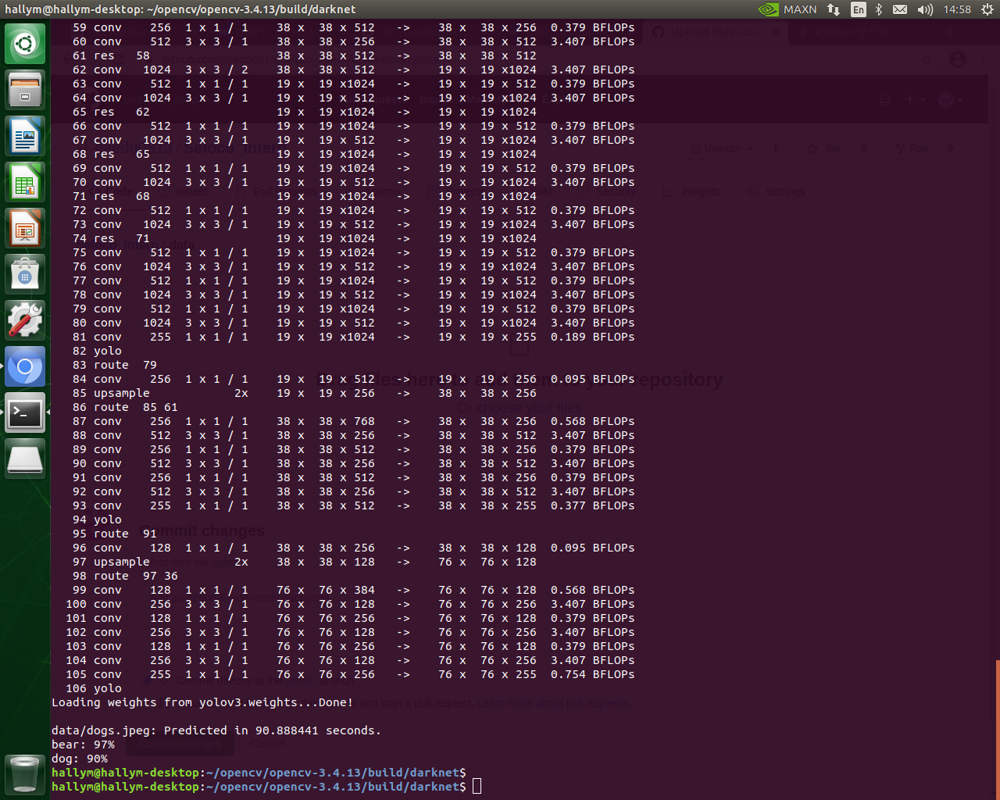 hallym@hallym-desktop: ~/opencv/opencv-3.4.13/build/darknet
MAXN En 14:58
59 conv 256 1 x 1 / 1 38 x 38 x 512 -> 38 x 38 x 256 0.379 BFLOPs
60 conv 512 3 x 3 / 1 38 x 38 x 256 -> 38 x 38 x 512 3.407 BFLOPs
61 res 58 38 x 38 x 512 -> 38 x 38 x 512
62 conv 1024 3 x 3 / 2 38 x 38 x 512 -> 19 x 19 x1024 3.407 BFLOPs
63 conv 512 1 x 1 / 1 19 x 19 x1024 -> 19 x 19 x 512 0.379 BFLOPs
64 conv 1024 3 x 3 / 1 19 x 19 x 512 -> 19 x 19 x1024 3.407 BFLOPs
65 res 62 19 x 19 x1024 -> 19 x 19 x1024
66 conv 512 1 x 1 / 1 19 x 19 x1024 -> 19 x 19 x 512 0.379 BFLOPs
67 conv 1024 3 x 3 / 1 19 x 19 x 512 -> 19 x 19 x1024 3.407 BFLOPs
68 res 65 19 x 19 x1024 -> 19 x 19 x1024
69 conv 512 1 x 1 / 1 19 x 19 x1024 -> 19 x 19 x 512 0.379 BFLOPs
70 conv 1024 3 x 3 / 1 19 x 19 x 512 -> 19 x 19 x1024 3.407 BFLOPs
71 res 68 19 x 19 x1024 -> 19 x 19 x1024
72 conv 512 1 x 1 / 1 19 x 19 x1024 -> 19 x 19 x 512 0.379 BFLOPs
73 conv 1024 3 x 3 / 1 19 x 19 x 512 -> 19 x 19 x1024 3.407 BFLOPs
74 res 71 19 x 19 x1024 -> 19 x 19 x1024
75 conv 512 1 x 1 / 1 19 x 19 x1024 -> 19 x 19 x 512 0.379 BFLOPs
76 conv 1024 3 x 3 / 1 19 x 19 x 512 -> 19 x 19 x1024 3.407 BFLOPs
77 conv 512 1 x 1 / 1 19 x 19 x1024 -> 19 x 19 x 512 0.379 BFLOPs
78 conv 1024 3 x 3 / 1 19 x 19 x 512 -> 19 x 19 x1024 3.407 BFLOPs
79 conv 512 1 x 1 / 1 19 x 19 x1024 -> 19 x 19 x 512 0.379 BFLOPs
80 conv 1024 3 x 3 / 1 19 x 19 x 512 -> 19 x 19 x1024 3.407 BFLOPs
81 conv 255 1 x 1 / 1 19 x 19 x1024 -> 19 x 19 x 255 0.189 BFLOPs
82 yolo
83 route 79
84 conv 256 1 x 1 / 1 19 x 19 x 512 -> 19 x 19 x 256 0.095 BFLOPs
85 upsample 2x 19 x 19 x 256 -> 38 x 38 x 256
86 route 85 61
87 conv 256 1 x 1 / 1 38 x 38 x 768 -> 38 x 38 x 256 0.568 BFLOPs
88 conv 512 3 x 3 / 1 38 x 38 x 256 -> 38 x 38 x 512 3.407 BFLOPs
89 conv 256 1 x 1 / 1 38 x 38 x 512 -> 38 x 38 x 256 0.379 BFLOPs
90 conv 512 3 x 3 / 1 38 x 38 x 256 -> 38 x 38 x 512 3.407 BFLOPs
91 conv 256 1 x 1 / 1 38 x 38 x 512 -> 38 x 38 x 256 0.379 BFLOPs
92 conv 512 3 x 3 / 1 38 x 38 x 256 -> 38 x 38 x 512 3.407 BFLOPs
93 conv 255 1 x 1 / 1 38 x 38 x 512 -> 38 x 38 x 255 0.377 BFLOPs
94 yolo
95 route 91
96 conv 128 1 x 1 / 1 38 x 38 x 256 -> 38 x 38 x 128 0.095 BFLOPs
97 upsample 2x 38 x 38 x 128 -> 76 x 76 x 128
98 route 97 36
99 conv 128 1 x 1 / 1 76 x 76 x 384 -> 76 x 76 x 128 0.568 BFLOPs
100 conv 256 3 x 3 / 1 76 x 76 x 128 -> 76 x 76 x 256 3.407 BFLOPs
101 conv 128 1 x 1 / 1 76 x 76 x 256 -> 76 x 76 x 128 0.379 BFLOPs
102 conv 256 3 x 3 / 1 76 x 76 x 128 -> 76 x 76 x 256 3.407 BFLOPs
103 conv 128 1 x 1 / 1 76 x 76 x 256 -> 76 x 76 x 128 0.379 BFLOPs
104 conv 256 3 x 3 / 1 76 x 76 x 128 -> 76 x 76 x 256 3.407 BFLOPs
105 conv 255 1 x 1 / 1 76 x 76 x 256 -> 76 x 76 x 255 0.754 BFLOPs
106 yolo
Loading weights from yolov3.weights...Done!
data/dogs.jpeg: Predicted in 90.888441 seconds.
bear: 97%
dog: 90%
hallym@hallym-desktop:~/opencv/opencv-3.4.13/build/darknet$
hallym@hallym-desktop:~/opencv/opencv-3.4.13/build/darknet$